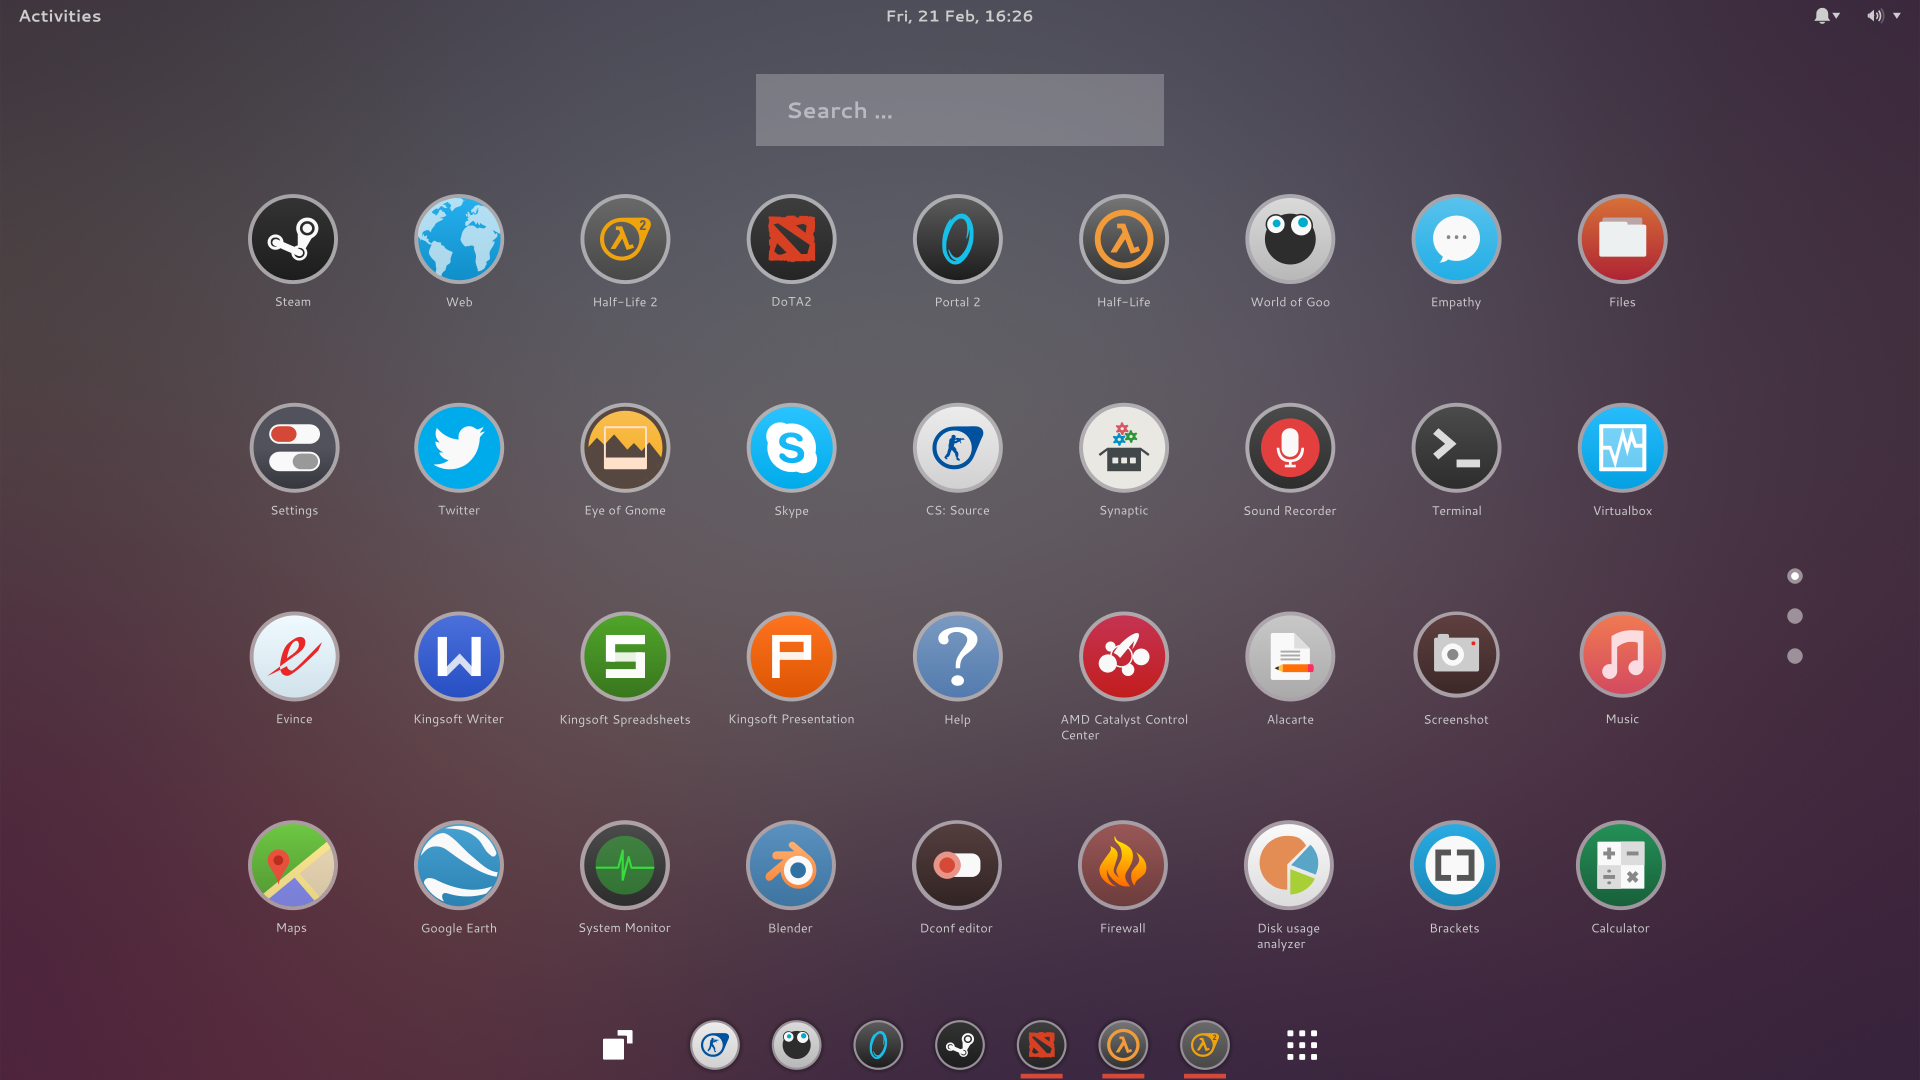 Activities
Fri, 21 Feb, 16:26
Search ...
Steam
Web
Half-Life 2
DoTA2
Portal 2
Half-Life
World of Goo
Empathy
Files
Settings
Twitter
Eye of Gnome
Skype
CS: Source
Synaptic
Sound Recorder
Terminal
Virtualbox
Evince
Kingsoft Writer
Kingsoft Spreadsheets
Kingsoft Presentation
Help
AMD Catalyst Control
Center
Alacarte
Screenshot
Music
Maps
Google Earth
System Monitor
Blender
Dconf editor
Firewall
Disk usage
analyzer
Brackets
Calculator